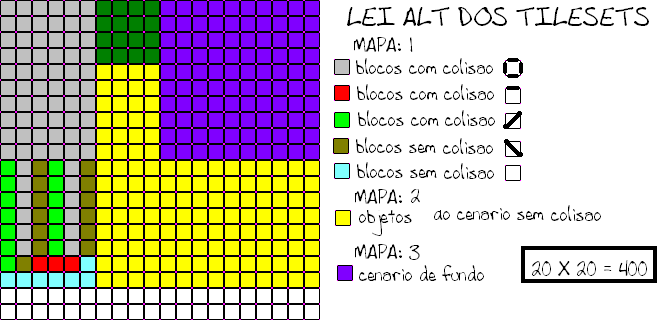 LEI ALT DOS TILESETS
MAPA: 1
blocos com colisao
blocos com colisao
blocos com colisao
blocos sem colisao
blocos sem colisao
MAPA: 2
objetos ao cenario sem colisao
MAPA: 3
cenario de fundo
20 X 20 = 400